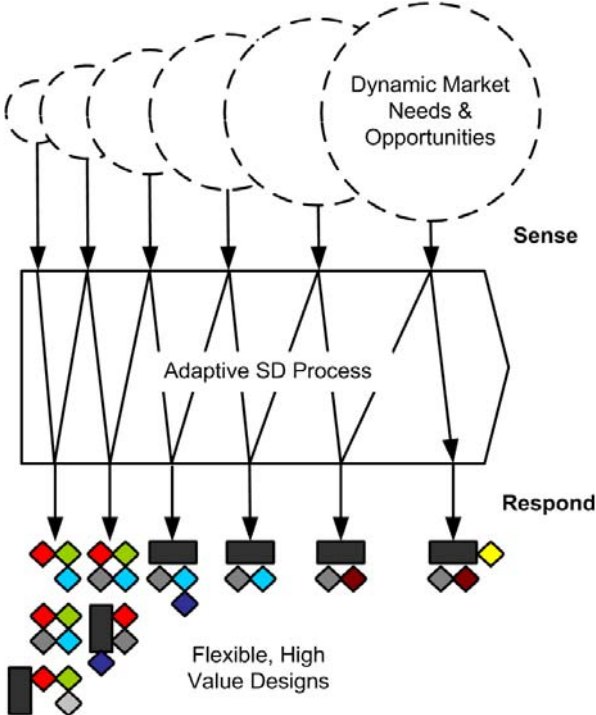 Dynamic Market
Needs &
Opportunities
Sense
Adaptive SD Process
Respond
Flexible, High
Value Designs